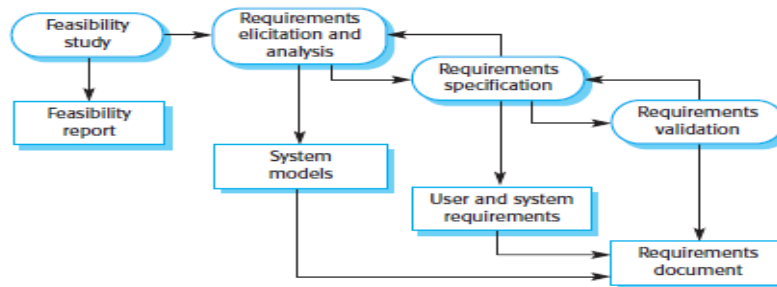 Feasibility
study
Requirements
elicitation and
analysis
Requirements
specification
Requirements
validation
Feasibility
report
System
models
User and system
requirements
Requirements
document